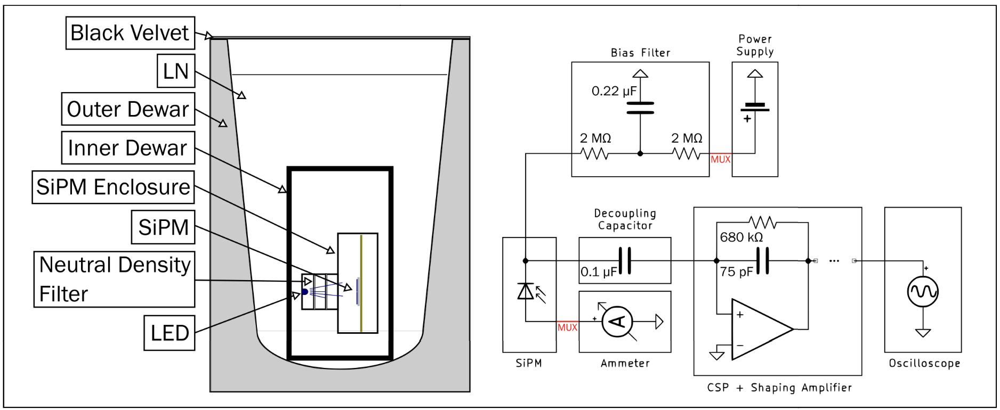 Black Velvet
LN
Outer Dewar
Inner Dewar
SiPM Enclosure
SiPM
Neutral Density
Filter
LED
Bias Filter
0.22 µF
2 MΩ
2 MΩ
MUX
Power
Supply
+
Decoupling
Capacitor
0.1 µF
SiPM
MUX
+
A
Ammeter
680 kΩ
75 pF
+
−
...
CSP + Shaping Amplifier
+
Oscilloscope